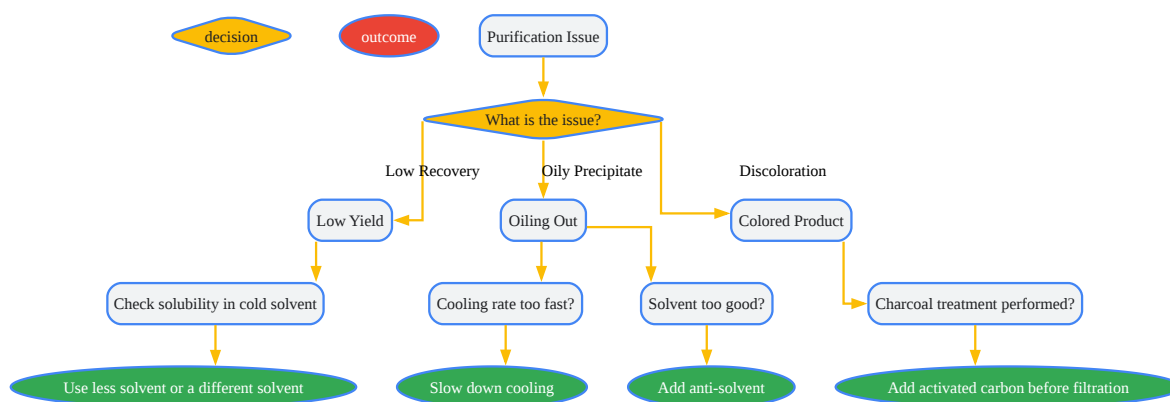 decision
outcome
Purification Issue
What is the issue?
Low Recovery
Oily Precipitate
Discoloration
Low Yield
Oiling Out
Colored Product
Check solubility in cold solvent
Cooling rate too fast?
Solvent too good?
Charcoal treatment performed?
Use less solvent or a different solvent
Slow down cooling
Add anti-solvent
Add activated carbon before filtration